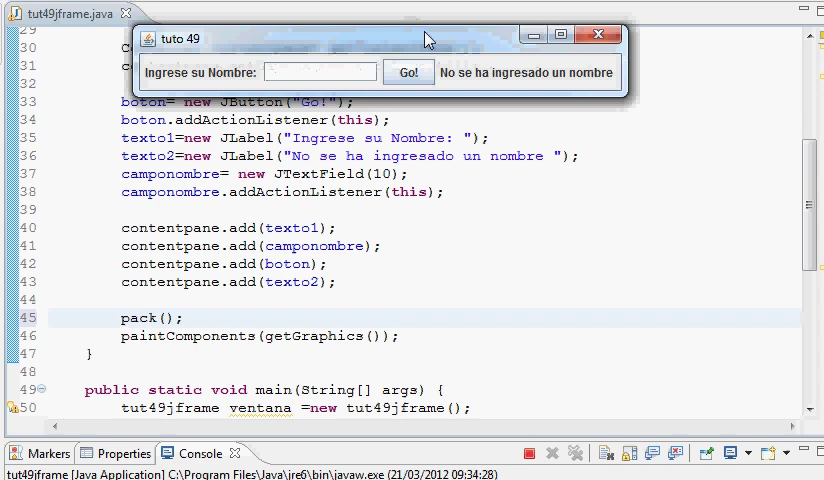 tut49jframe.java
tuto 49
Ingrese su Nombre: Go! No se ha ingresado un nombre
29
30
31
32
33 boton= new JButton("Go!");
34 boton.addActionListener(this);
35 texto1=new JLabel("Ingrese su Nombre: ");
36 texto2=new JLabel("No se ha ingresado un nombre ");
37 camponombre= new JTextField(10);
38 camponombre.addActionListener(this);
39
40 contentpane.add(texto1);
41 contentpane.add(camponombre);
42 contentpane.add(boton);
43 contentpane.add(texto2);
44
45 pack();
46 paintComponents(getGraphics());
47 }
48
49 public static void main(String[] args) {
50 tut49jframe ventana =new tut49jframe();
Markers Properties Console
tut49jframe [Java Application] C:\Program Files\Java\jre6\bin\javaw.exe (21/03/2012 09:34:28)